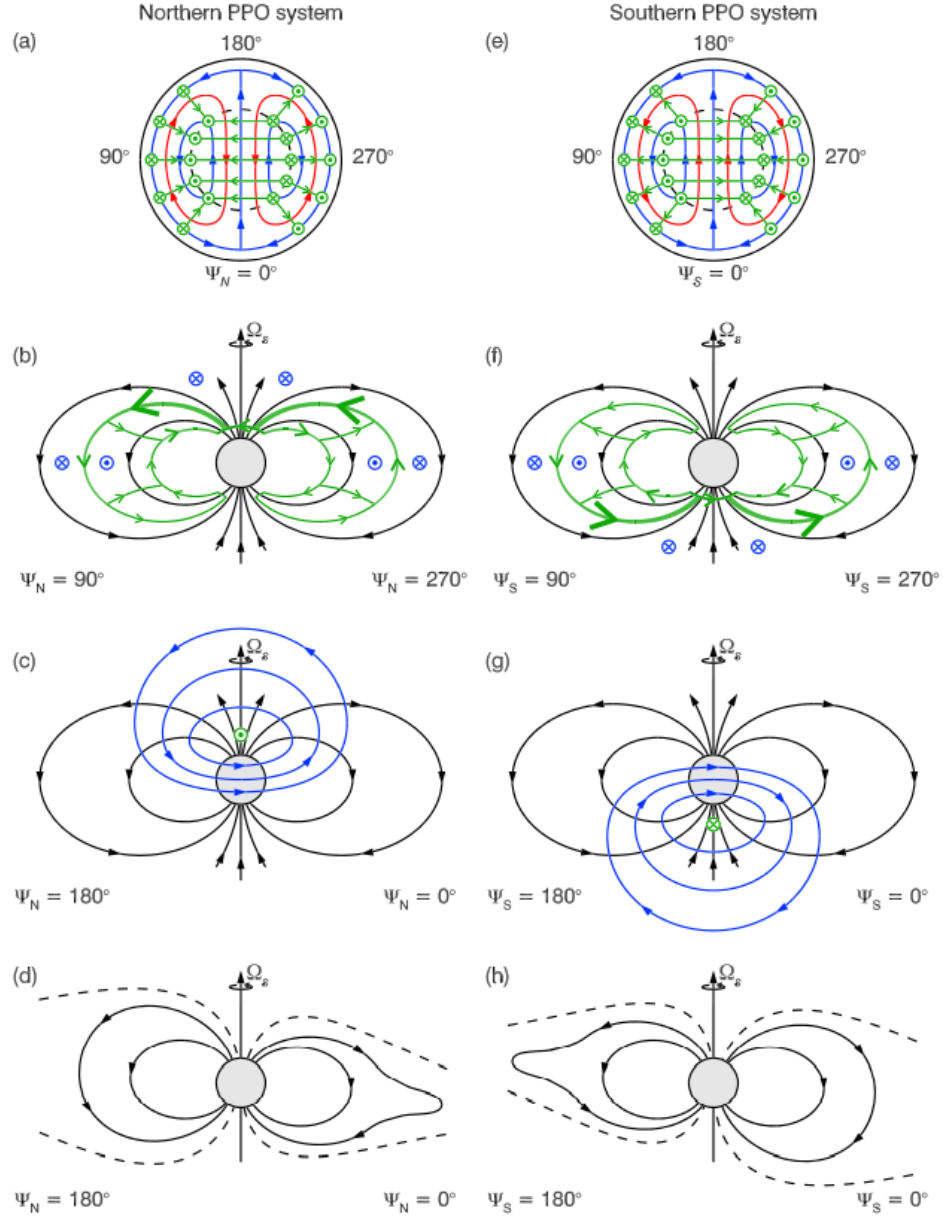 Northern PPO system
Southern PPO system
(a)
180°
90°
270°
Ψ_N = 0°
(e)
180°
90°
270°
Ψ_S = 0°
(b)
Ω_s
Ψ_N = 90°
Ψ_N = 270°
(f)
Ω_s
Ψ_S = 90°
Ψ_S = 270°
(c)
Ω_s
Ψ_N = 180°
Ψ_N = 0°
(g)
Ω_s
Ψ_S = 180°
Ψ_S = 0°
(d)
Ω_s
Ψ_N = 180°
Ψ_N = 0°
(h)
Ω_s
Ψ_S = 180°
Ψ_S = 0°